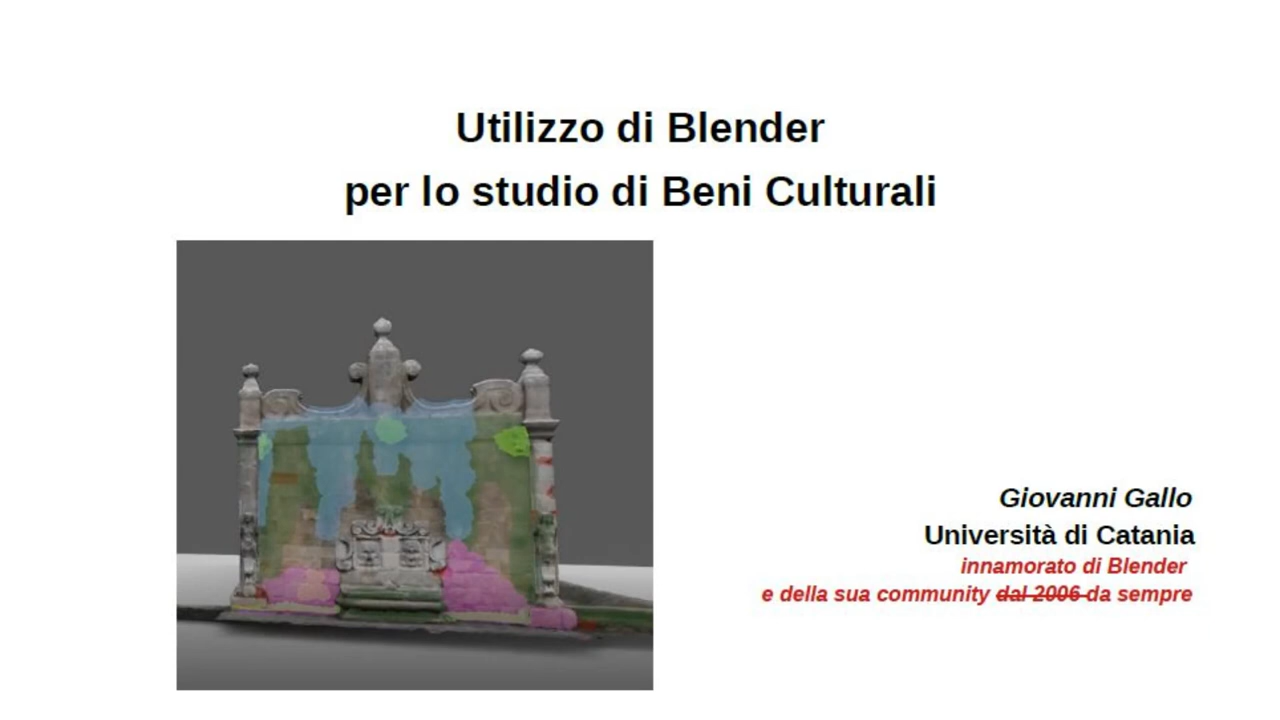 Utilizzo di Blender
per lo studio di Beni Culturali
Giovanni Gallo
Università di Catania
innamorato di Blender
e della sua community dal 2006 da sempre